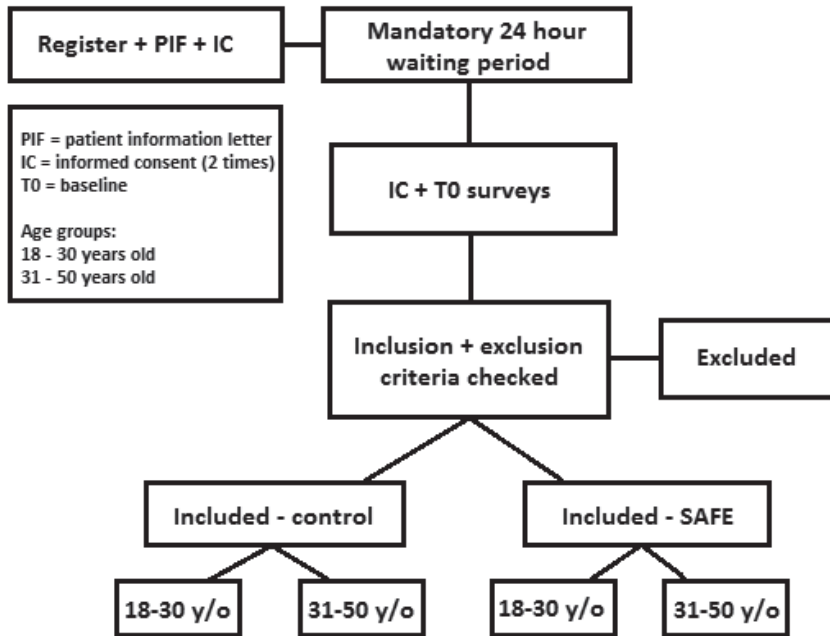 Register + PIF + IC
Mandatory 24 hour
waiting period
PIF = patient information letter
IC = informed consent (2 times)
T0 = baseline
Age groups:
18 - 30 years old
31 - 50 years old
IC + T0 surveys
Inclusion + exclusion
criteria checked
Excluded
Included - control
Included - SAFE
18-30 y/o
31-50 y/o
18-30 y/o
31-50 y/o